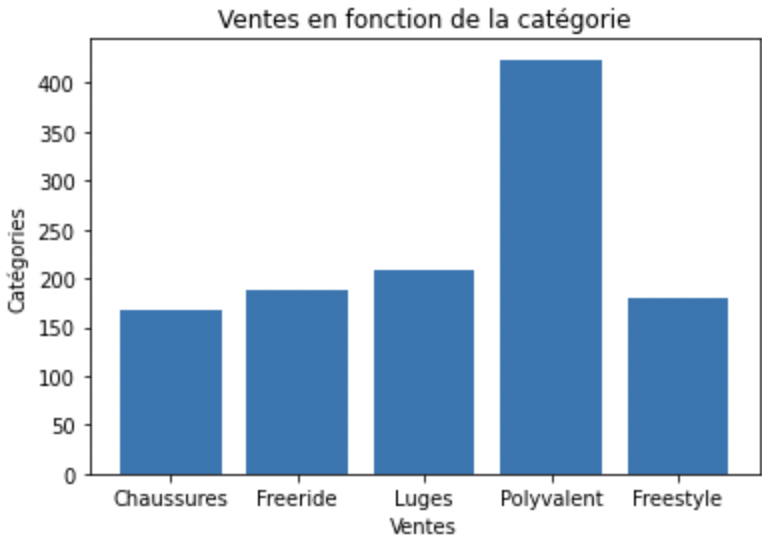 Ventes en fonction de la catégorie
400
350
300
250
200
150
100
50
0
Catégories
Chaussures Freeride Luges Polyvalent Freestyle
Ventes